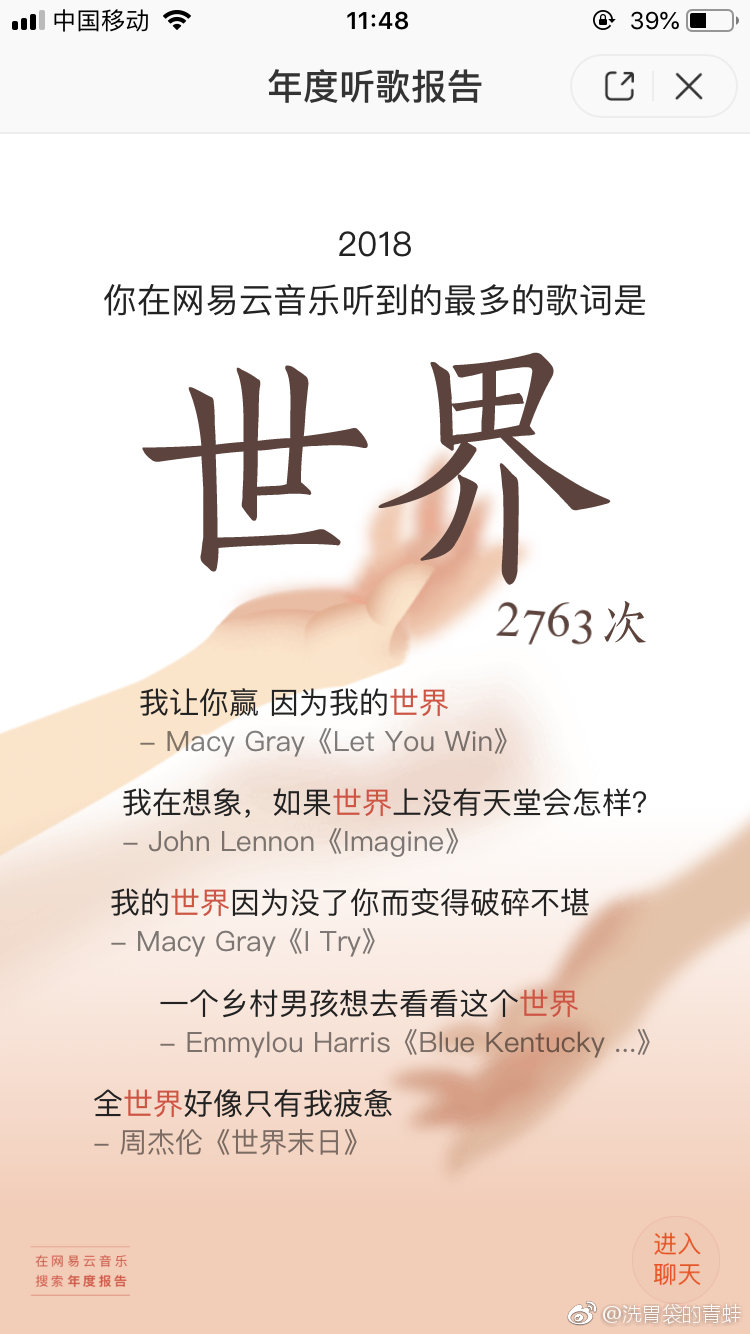 中国移动 11:48 39%
年度听歌报告
2018
你在网易云音乐听到的最多的歌词是
世界
2763次
我让你赢 因为我的世界
– Macy Gray《Let You Win》
我在想象，如果世界上没有天堂会怎样?
– John Lennon《Imagine》
我的世界因为没了你而变得破碎不堪
– Macy Gray《I Try》
一个乡村男孩想去看看这个世界
– Emmylou Harris《Blue Kentucky ...》
全世界好像只有我疲惫
– 周杰伦《世界末日》
在网易云音乐
搜索年度报告
进入
聊天
@洗胃袋的青蛙